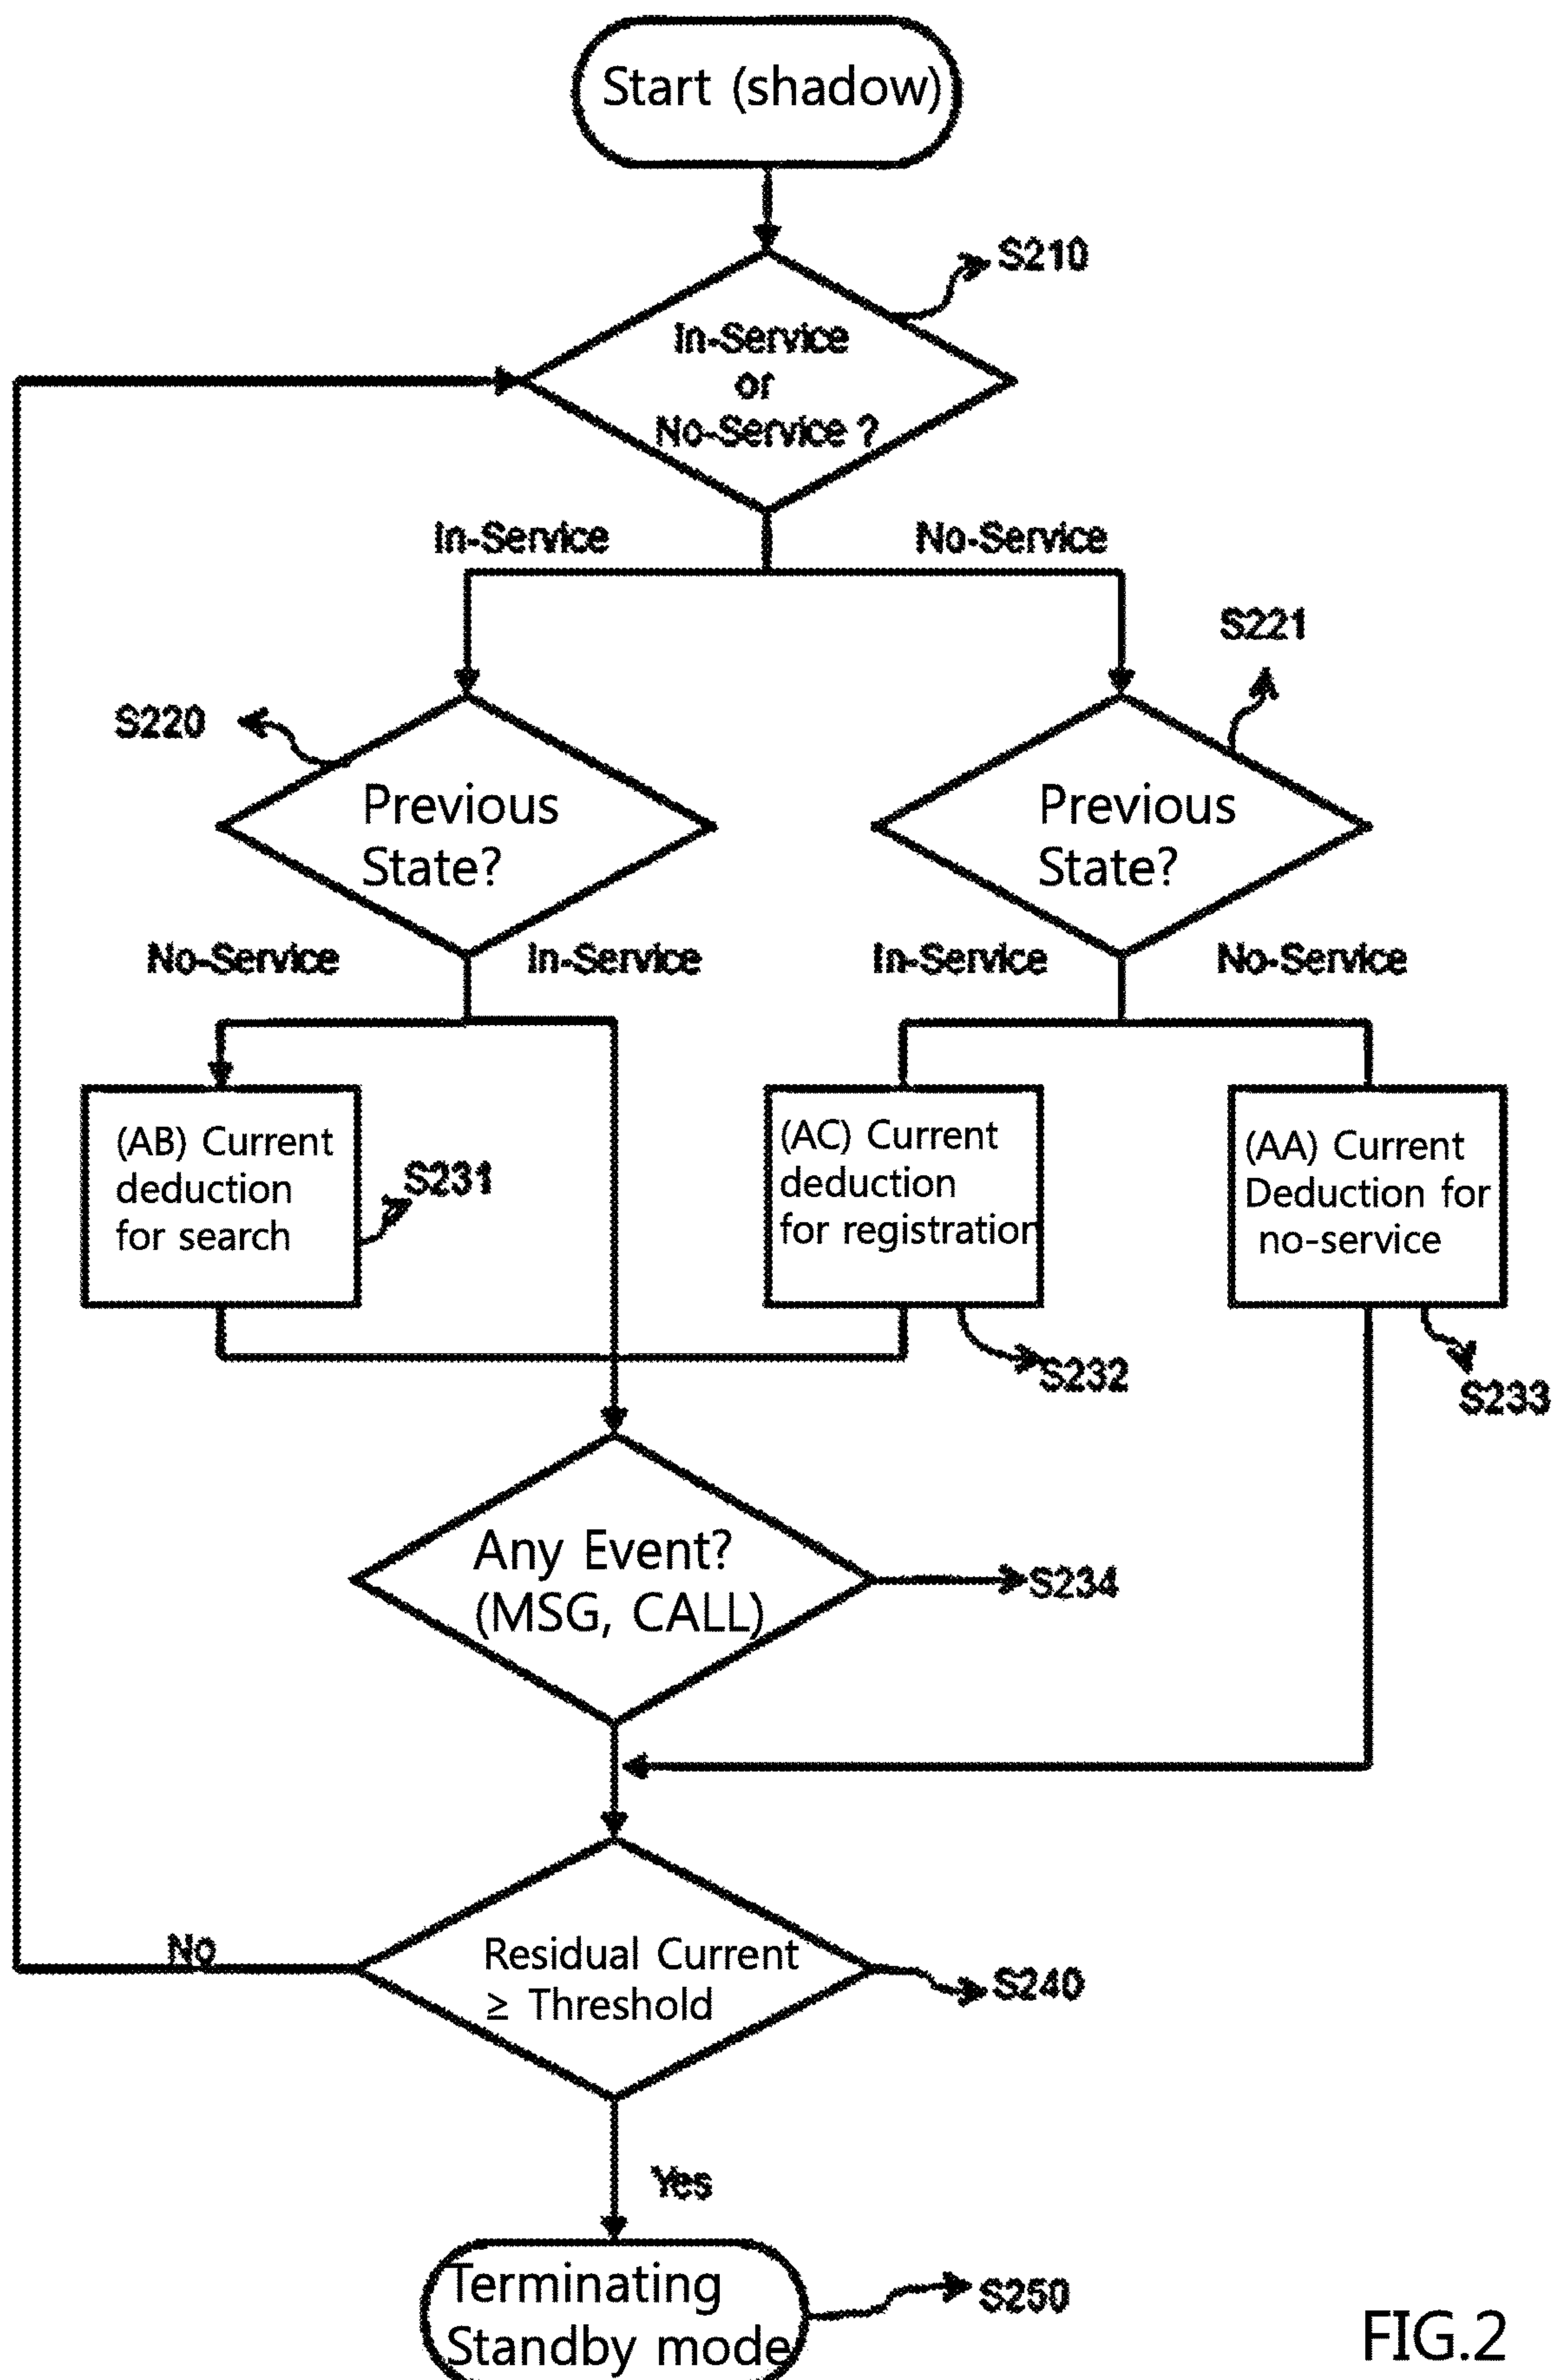 Start (shadow)
S210
In-Service
or
No-Service ?
In-Service
No-Service
S221
S220
Previous
State?
Previous
State?
No-Service
In-Service
In-Service
No-Service
(AB) Current
deduction
for search
S231
(AC) Current
deduction
for registration
(AA) Current
Deduction for
no-service
S232
S233
Any Event?
(MSG, CALL)
S234
No
Residual Current
≥ Threshold
S240
Yes
Terminating
Standby mode
S250
FIG.2